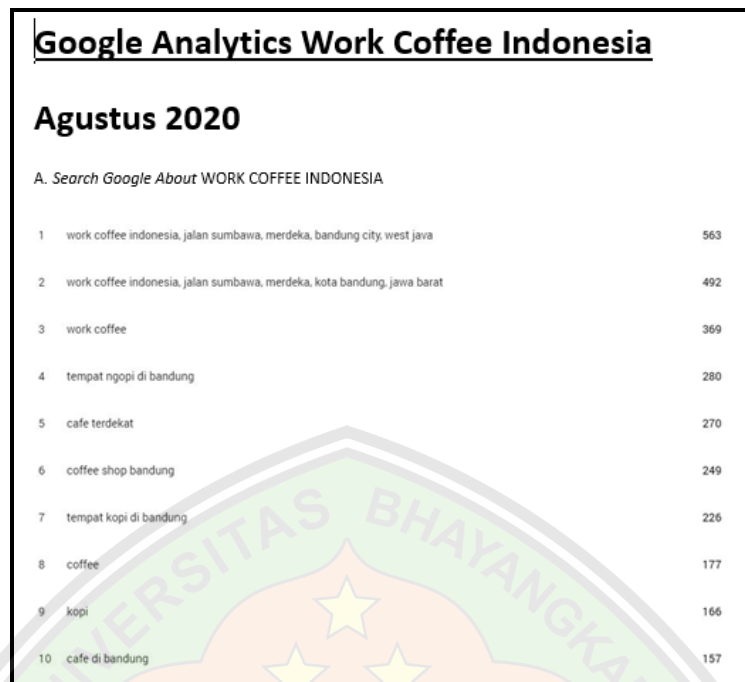 Google Analytics Work Coffee Indonesia
Agustus 2020
A. Search Google About WORK COFFEE INDONESIA
1 work coffee indonesia, jalan sumbawa, merdeka, bandung city, west java 563
2 work coffee indonesia, jalan sumbawa, merdeka, kota bandung, jawa barat 492
3 work coffee 369
4 tempat ngopi di bandung 280
5 cafe terdekat 270
6 coffee shop bandung 249
7 tempat kopi di bandung 226
8 coffee 177
9 kopi 166
10 cafe di bandung 157